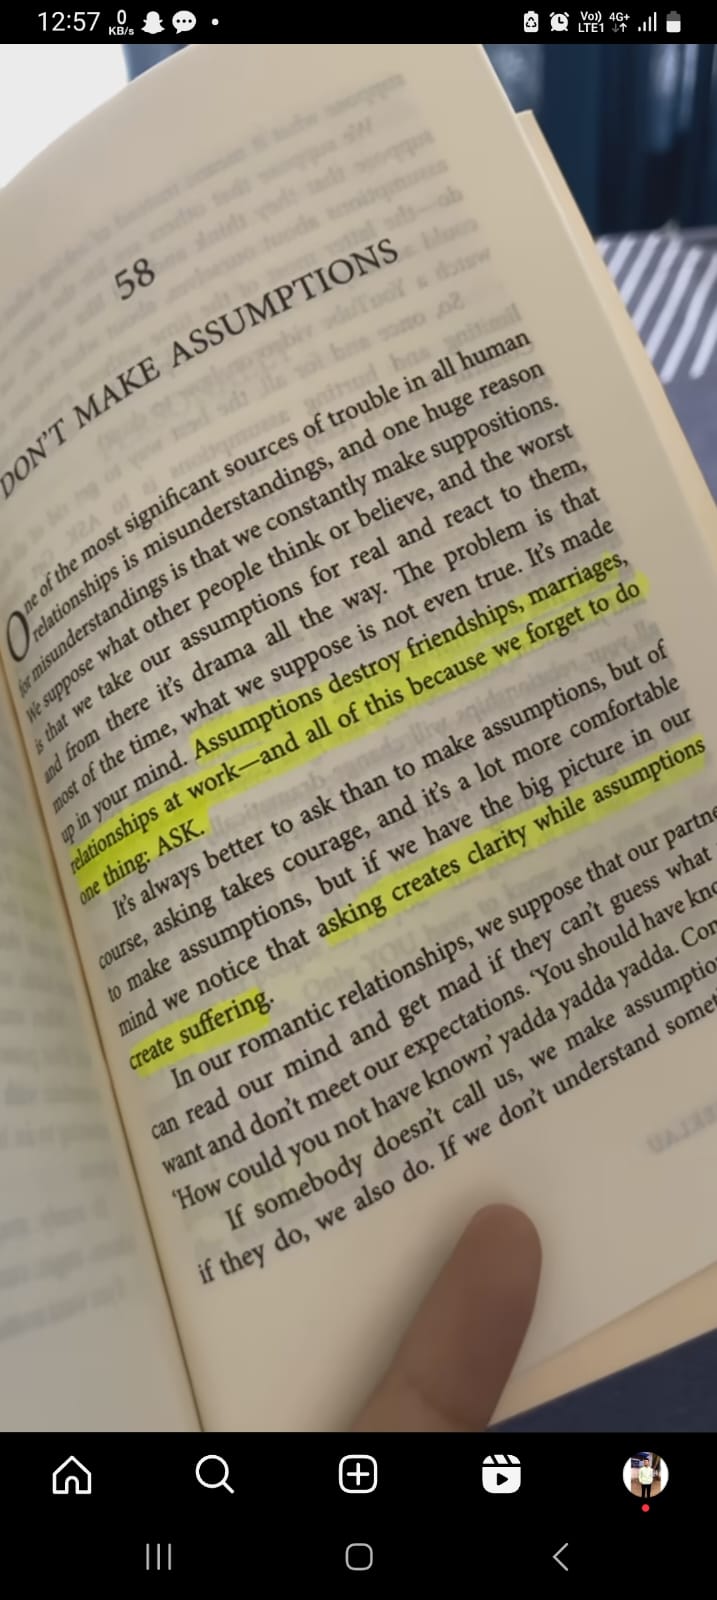 12:57 0 KB/s Vo)) LTE1 4G+
58
DON'T MAKE ASSUMPTIONS
One of the most significant sources of trouble in all human
relationships is misunderstandings, and one huge reason
for misunderstandings is that we constantly make suppositions.
We suppose what other people think or believe, and the worst
is that we take our assumptions for real and react to them,
and from there it's drama all the way. The problem is that
most of the time, what we suppose is not even true. It's made
up in your mind. Assumptions destroy friendships, marriages,
relationships at work—and all of this because we forget to do
one thing: ASK.
It's always better to ask than to make assumptions, but of
course, asking takes courage, and it's a lot more comfortable
to make assumptions, but if we have the big picture in our
mind we notice that asking creates clarity while assumptions
create suffering.
In our romantic relationships, we suppose that our partne
can read our mind and get mad if they can't guess what
want and don't meet our expectations. 'You should have kno
'How could you not have known' yadda yadda yadda. Con
If somebody doesn't call us, we make assumptio
if they do, we also do. If we don't understand somet